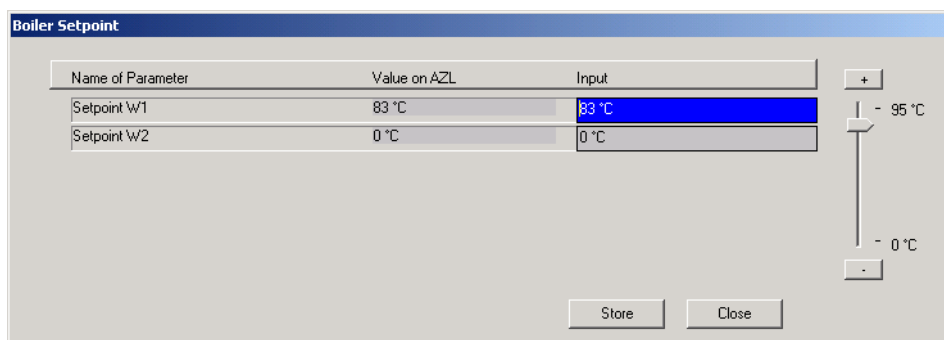 Boiler Setpoint
Name of Parameter Value on AZL Input +
Setpoint W1 83 °C 83 °C - 95 °C
Setpoint W2 0 °C 0 °C
- 0 °C
-
Store Close